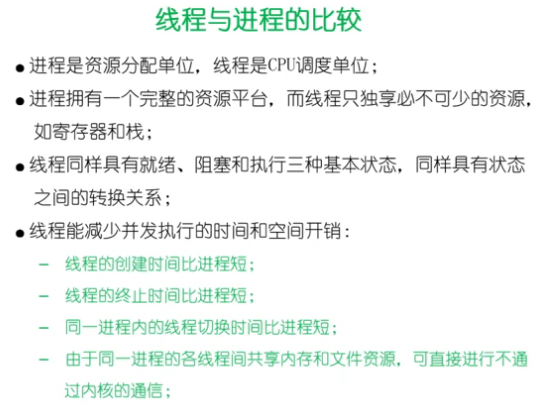 线程与进程的比较
● 进程是资源分配单位，线程是CPU调度单位；
● 进程拥有一个完整的资源平台，而线程只独享必不可少的资源，
如寄存器和栈；
● 线程同样具有就绪、阻塞和执行三种基本状态，同样具有状态
之间的转换关系；
● 线程能减少并发执行的时间和空间开销：
– 线程的创建时间比进程短；
– 线程的终止时间比进程短；
– 同一进程内的线程切换时间比进程短；
– 由于同一进程的各线程间共享内存和文件资源，可直接进行不通
过内核的通信；